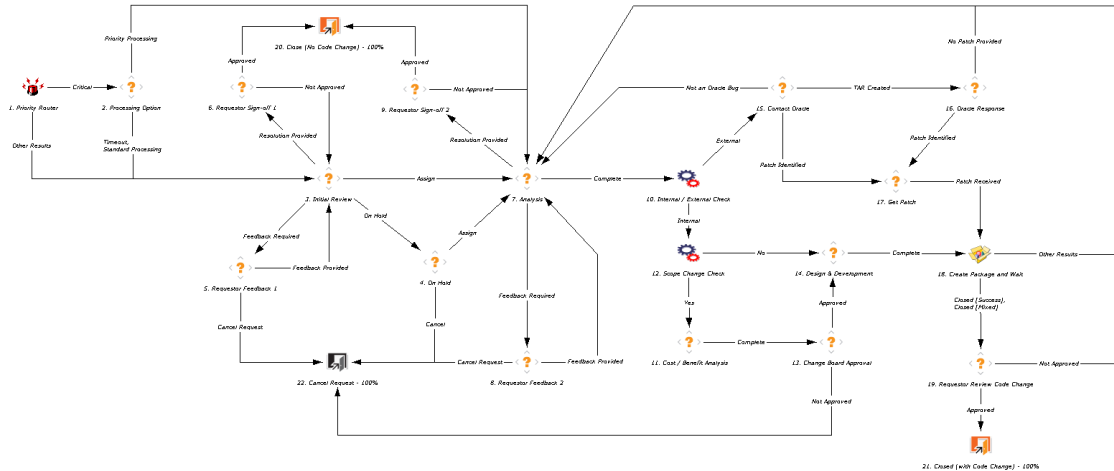 Priority Processing
20. Close (No Code Change) - 100%
No Patch Provided
Approved
Approved
Critical
Not Approved
Not Approved
Not an Oracle Bug
TAR Created
1. Priority Router
2. Processing Option
6. Requestor Sign-off 1
9. Requestor Sign-off 2
15. Contact Oracle
16. Oracle Response
Other Results
Timeout,
Standard Processing
Resolution Provided
Resolution Provided
External
Patch Identified
Patch Identified
Assign
Complete
Patch Received
3. Initial Review
7. Analysis
10. Internal / External Check
17. Get Patch
On Hold
Internal
Feedback Required
Assign
Feedback Provided
No
Complete
Other Results
5. Requestor Feedback 1
4. On Hold
12. Scope Change Check
14. Design & Development
18. Create Package and Wait
Feedback Required
Yes
Approved
Closed [Success],
Closed [Mixed]
Cancel Request
Cancel
Complete
Cancel Request
Feedback Provided
Not Approved
22. Cancel Request - 100%
8. Requestor Feedback 2
11. Cost / Benefit Analysis
13. Change Board Approval
19. Requestor Review Code Change
Not Approved
Approved
21. Closed (with Code Change) - 100%